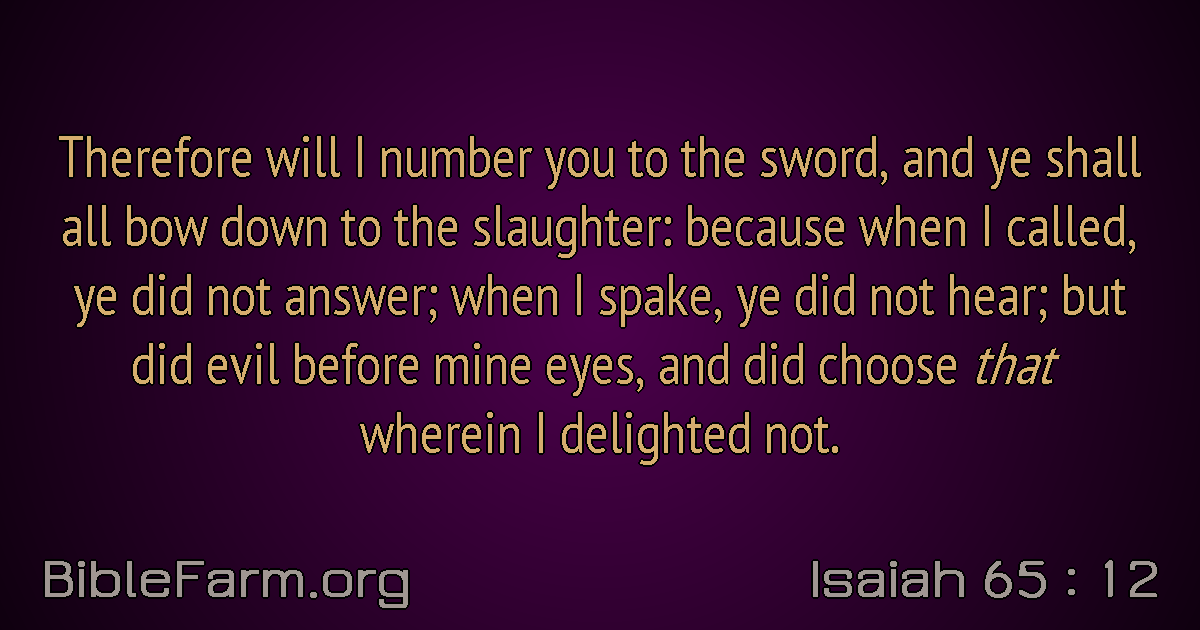 Therefore will I number you to the sword, and ye shall
all bow down to the slaughter: because when I called,
ye did not answer; when I spake, ye did not hear; but
did evil before mine eyes, and did choose that
wherein I delighted not.
BibleFarm.org
Isaiah 65 : 12